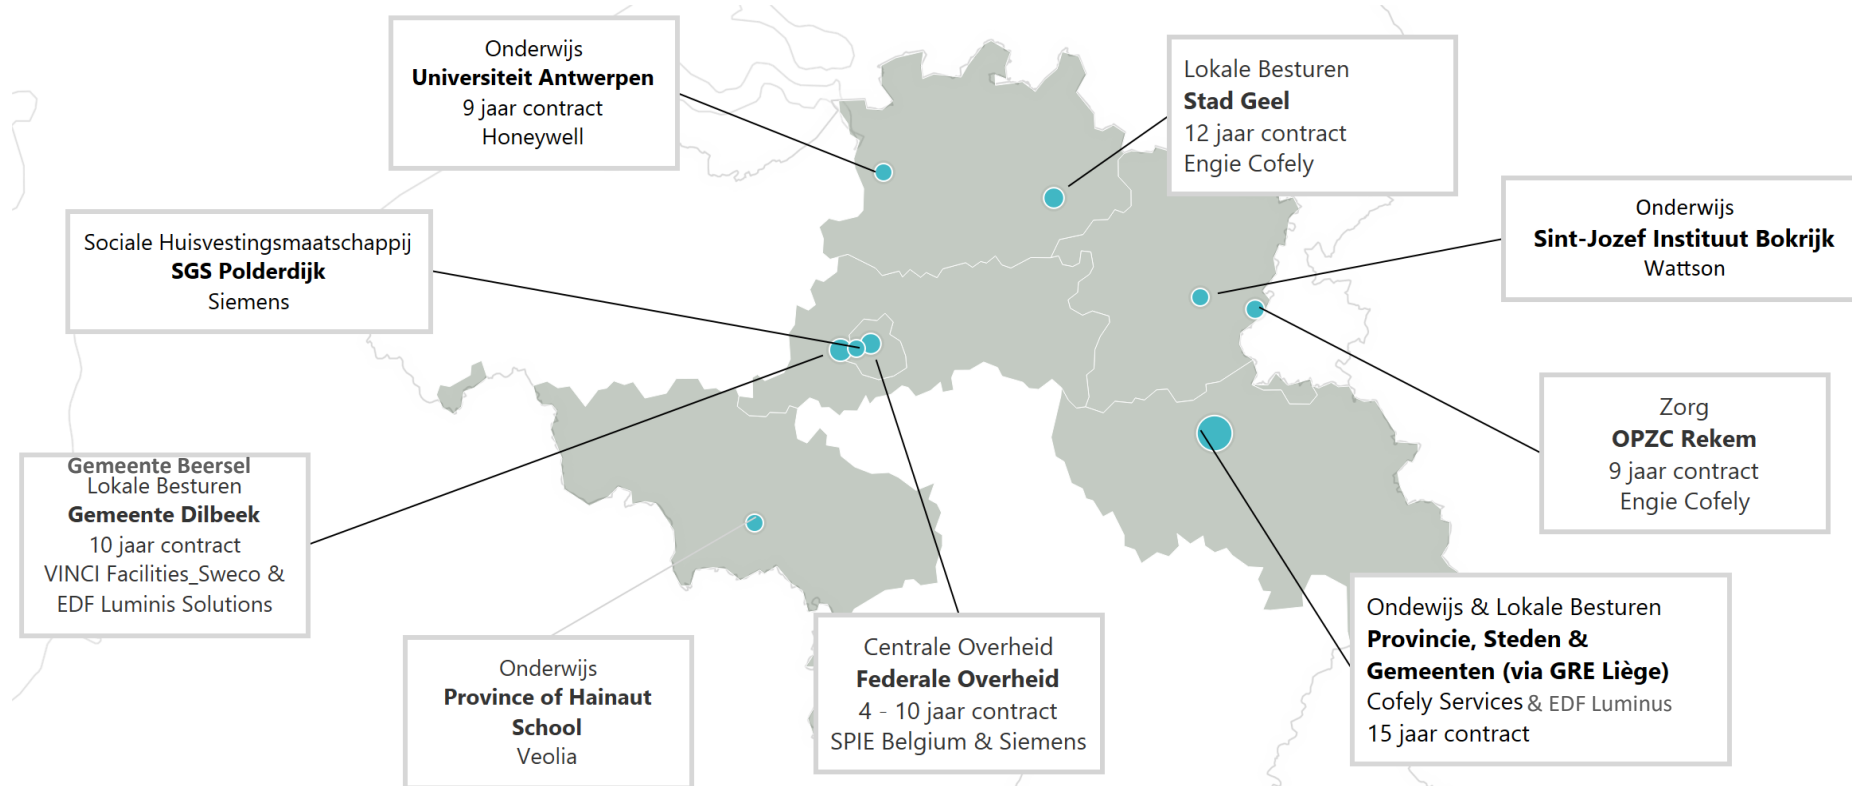 Onderwijs
Universiteit Antwerpen
9 jaar contract
Honeywell
Lokale Besturen
Stad Geel
12 jaar contract
Engie Cofely
Onderwijs
Sint-Jozef Instituut Bokrijk
Wattson
Sociale Huisvestingsmaatschappij
SGS Polderdijk
Siemens
Zorg
OPZC Rekem
9 jaar contract
Engie Cofely
Gemeente Beersel
Lokale Besturen
Gemeente Dilbeek
10 jaar contract
VINCI Facilities_Sweco &
EDF Luminis Solutions
Onderwijs
Province of Hainaut
School
Veolia
Centrale Overheid
Federale Overheid
4 - 10 jaar contract
SPIE Belgium & Siemens
Ondewijs & Lokale Besturen
Provincie, Steden &
Gemeenten (via GRE Liège)
Cofely Services & EDF Luminus
15 jaar contract